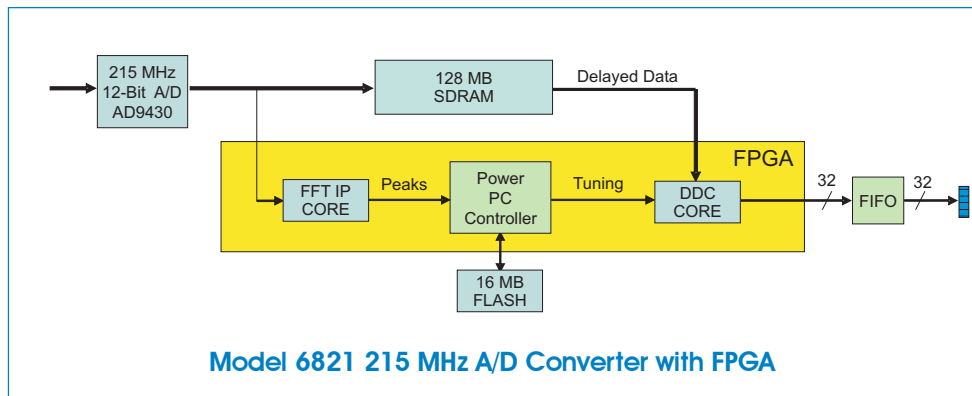 215 MHz
12-Bit A/D
AD9430
128 MB
SDRAM
Delayed Data
FPGA
FFT IP
CORE
Peaks
Power
PC
Controller
Tuning
DDC
CORE
32
FIFO
32
16 MB
FLASH
Model 6821 215 MHz A/D Converter with FPGA